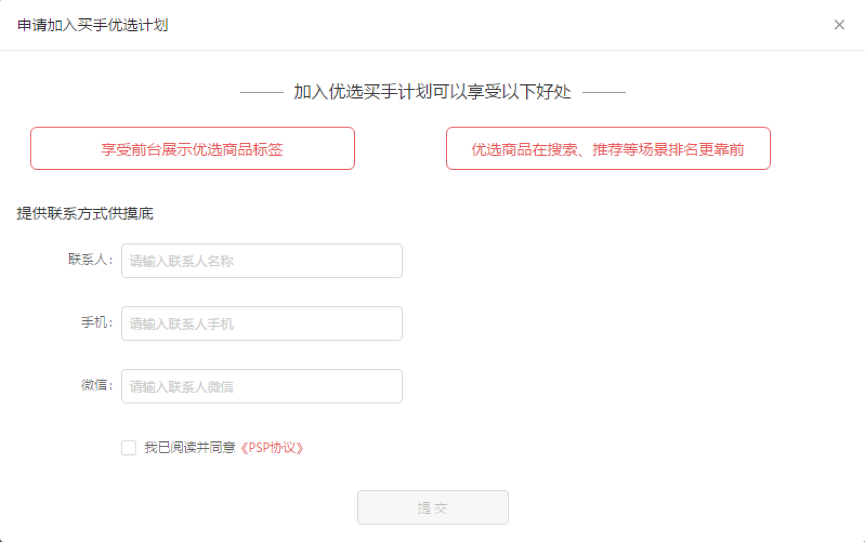 申请加入买手优选计划
加入优选买手计划可以享受以下好处
享受前台展示优选商品标签
优选商品在搜索、推荐等场景排名更靠前
提供联系方式供摸底
联系人: 请输入联系人名称
手机: 请输入联系人手机
微信: 请输入联系人微信
我已阅读并同意《PSP协议》
提 交